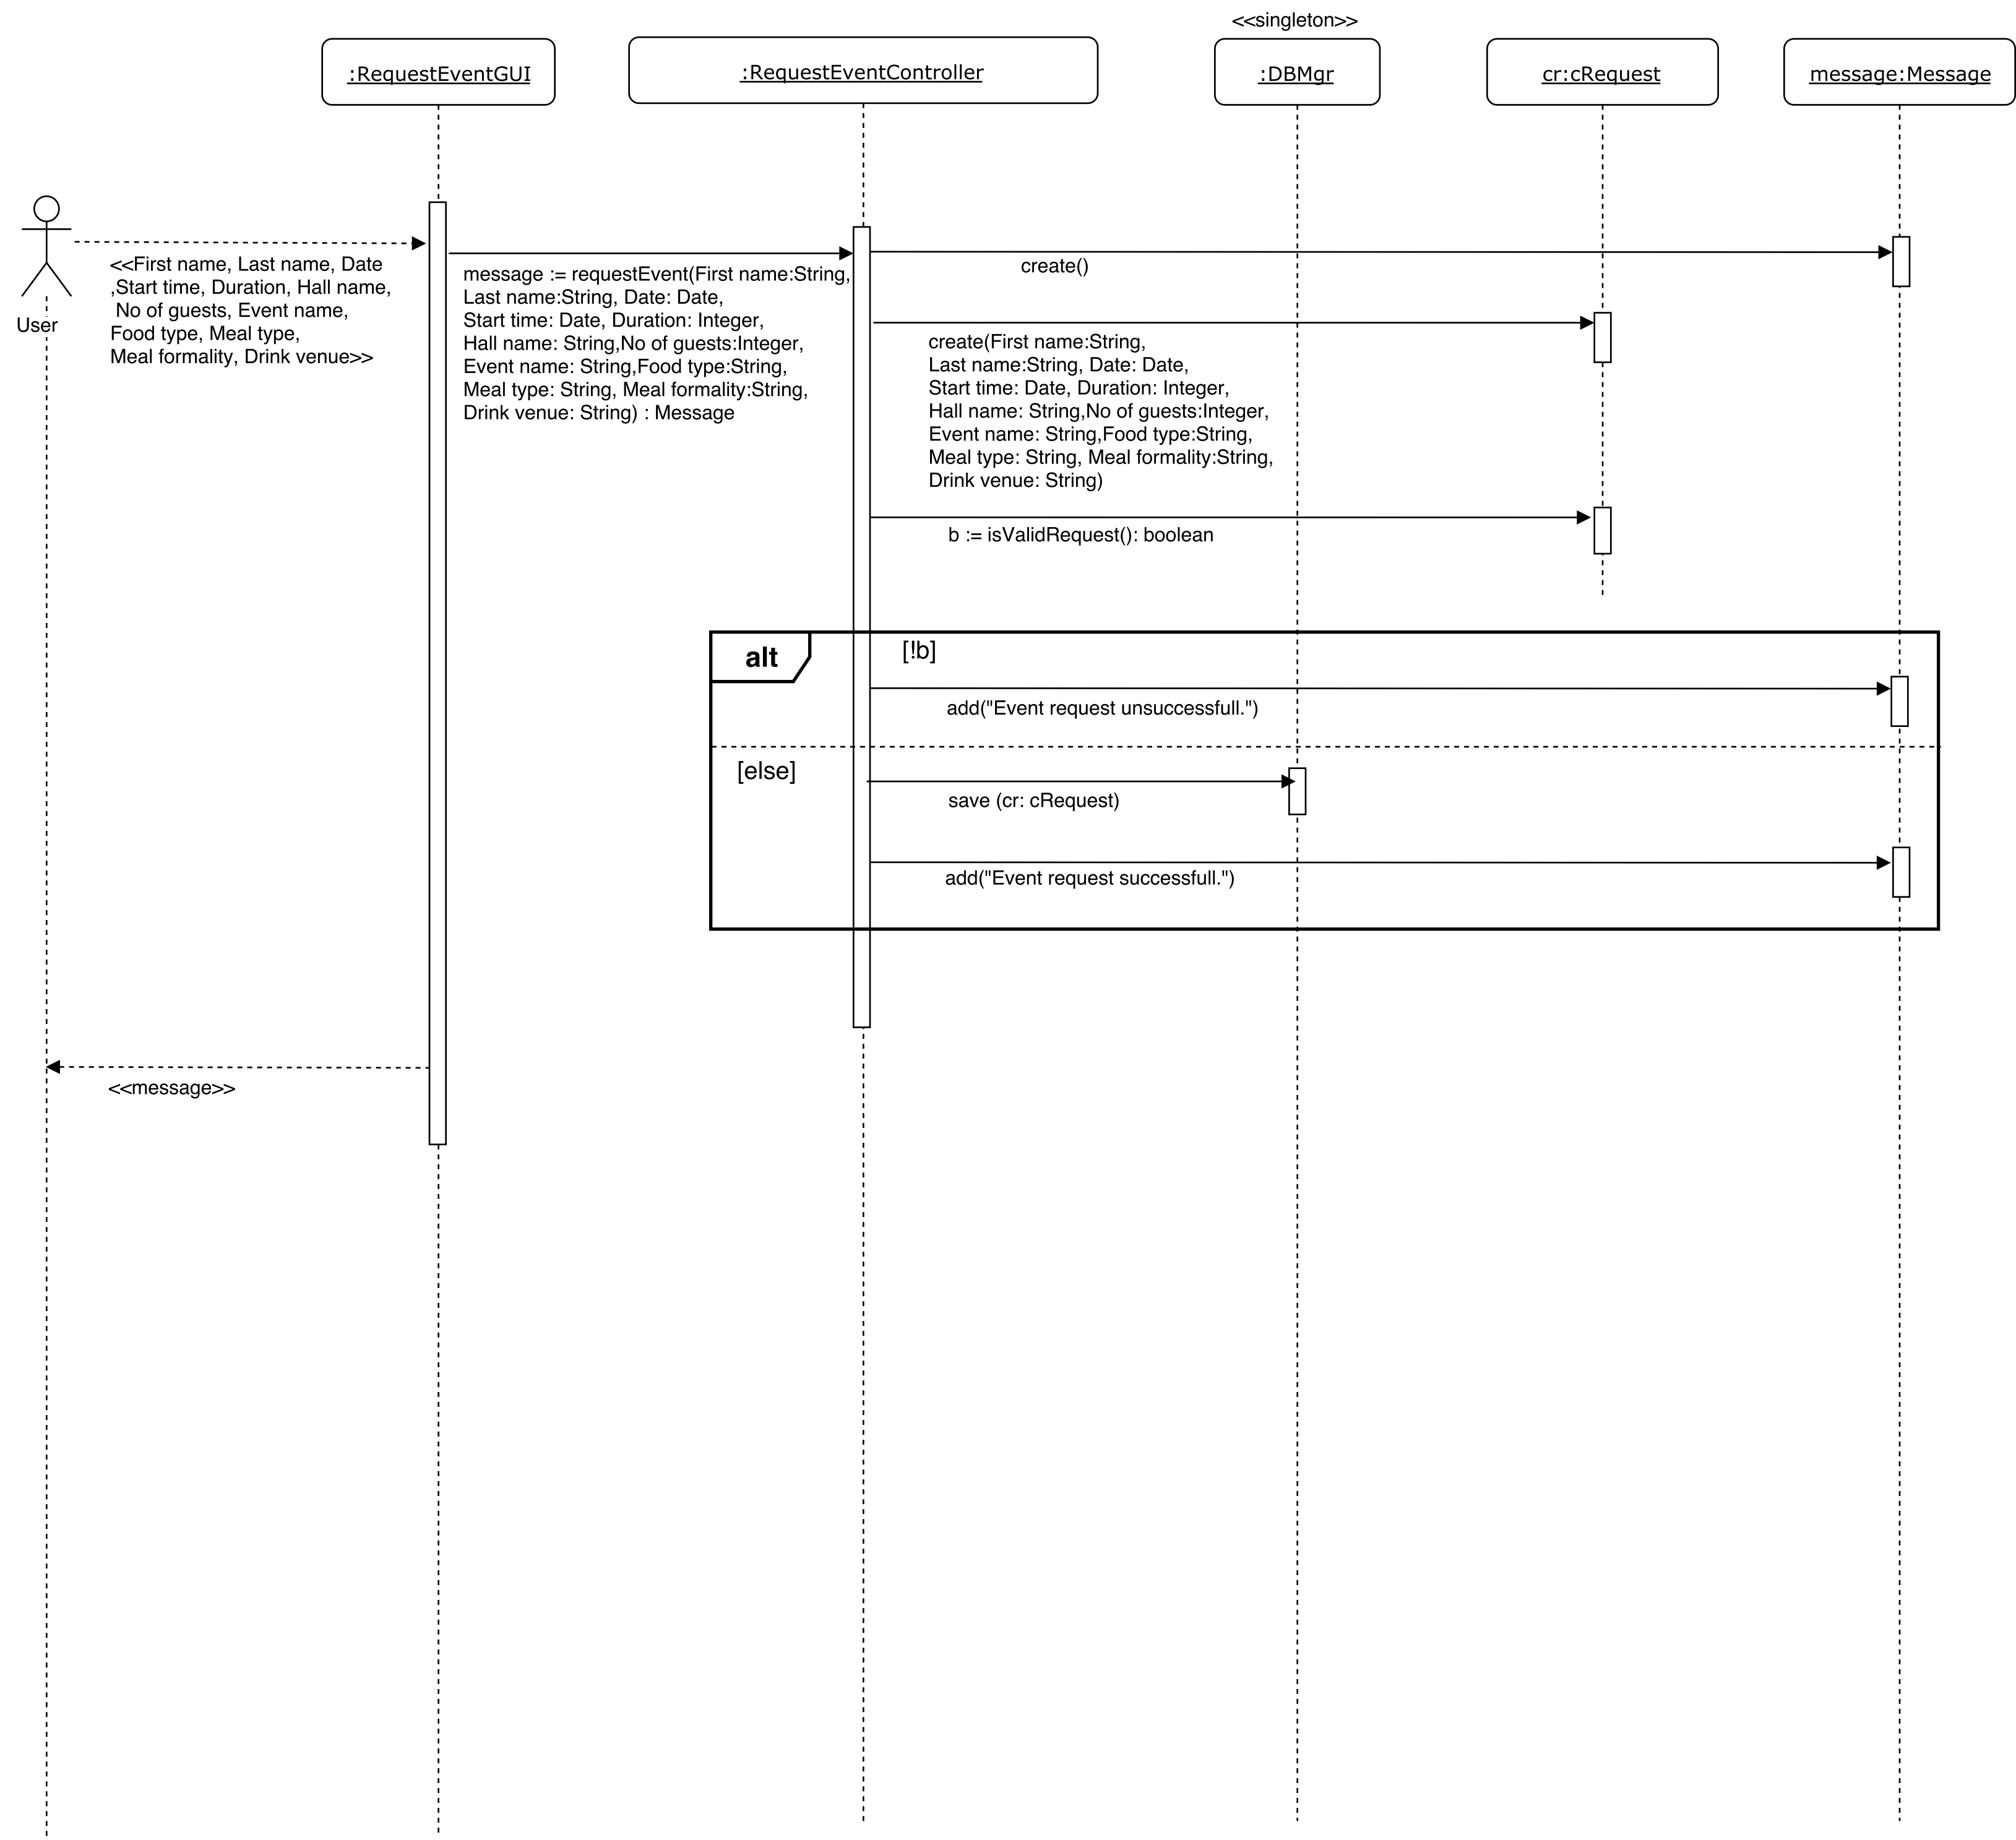 <<singleton>>
:RequestEventGUI
:RequestEventController
:DBMgr
cr:cRequest
message:Message
User
<<First name, Last name, Date
,Start time, Duration, Hall name,
No of guests, Event name,
Food type, Meal type,
Meal formality, Drink venue>>
message := requestEvent(First name:String,
Last name:String, Date: Date,
Start time: Date, Duration: Integer,
Hall name: String,No of guests:Integer,
Event name: String,Food type:String,
Meal type: String, Meal formality:String,
Drink venue: String) : Message
create()
create(First name:String,
Last name:String, Date: Date,
Start time: Date, Duration: Integer,
Hall name: String,No of guests:Integer,
Event name: String,Food type:String,
Meal type: String, Meal formality:String,
Drink venue: String)
b := isValidRequest(): boolean
alt
[!b]
add("Event request unsuccessfull.")
[else]
save (cr: cRequest)
add("Event request successfull.")
<<message>>